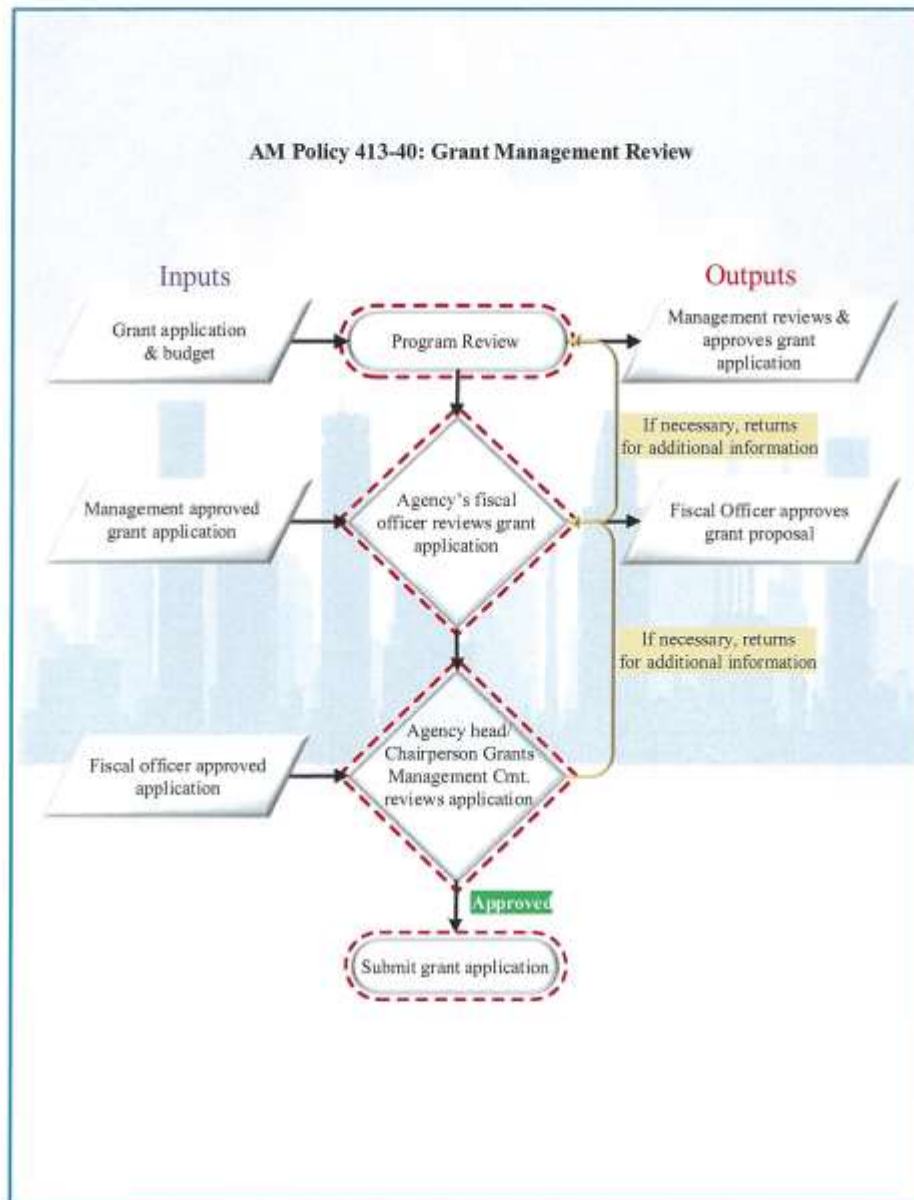 AM Policy 413-40: Grant Management Review
Inputs
Outputs
Grant application
& budget
Program Review
Management reviews &
approves grant
application
If necessary, returns
for additional information
Management approved
grant application
Agency's fiscal
officer reviews grant
application
Fiscal Officer approves
grant proposal
If necessary, returns
for additional information
Fiscal officer approved
application
Agency head/
Chairperson Grants
Management Cmt.
reviews application
Approved
Submit grant application